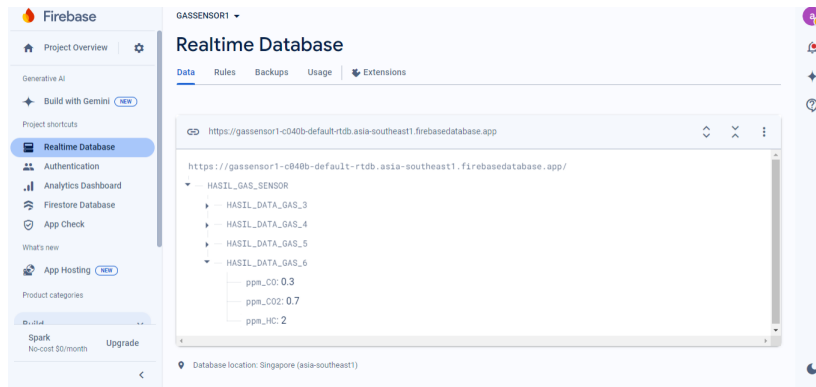 Firebase
Project Overview
Generative AI
Build with Gemini NEW
Project shortcuts
Realtime Database
Authentication
Analytics Dashboard
Firestore Database
App Check
What's new
App Hosting NEW
Product categories
Build
Spark
No-cost $0/month
Upgrade
GASSENSOR1
Realtime Database
Data Rules Backups Usage Extensions
https://gassensor1-c040b-default-rtdb.asia-southeast1.firebasedatabase.app
https://gassensor1-c040b-default-rtdb.asia-southeast1.firebasedatabase.app/
HASIL_GAS_SENSOR
HASIL_DATA_GAS_3
HASIL_DATA_GAS_4
HASIL_DATA_GAS_5
HASIL_DATA_GAS_6
ppm_CO: 0.3
ppm_CO2: 0.7
ppm_HC: 2
Database location: Singapore (asia-southeast1)